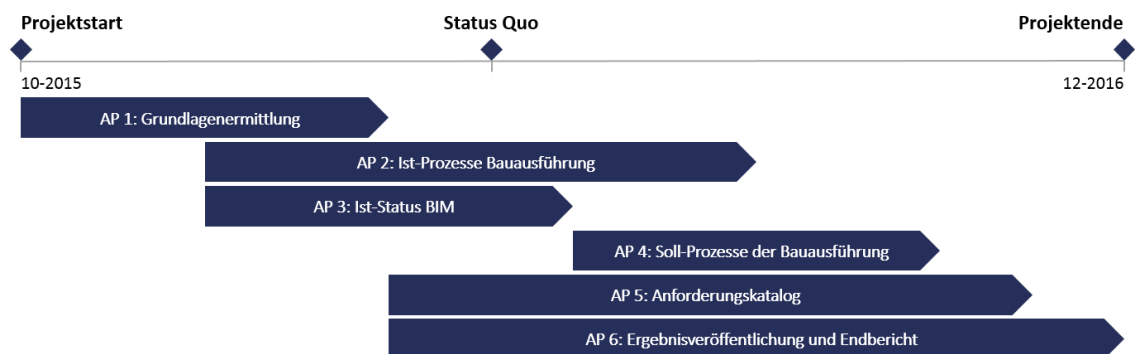 Projektstart
Status Quo
Projektende
10-2015
12-2016
AP 1: Grundlagenermittlung
AP 2: Ist-Prozesse Bauausführung
AP 3: Ist-Status BIM
AP 4: Soll-Prozesse der Bauausführung
AP 5: Anforderungskatalog
AP 6: Ergebnisveröffentlichung und Endbericht